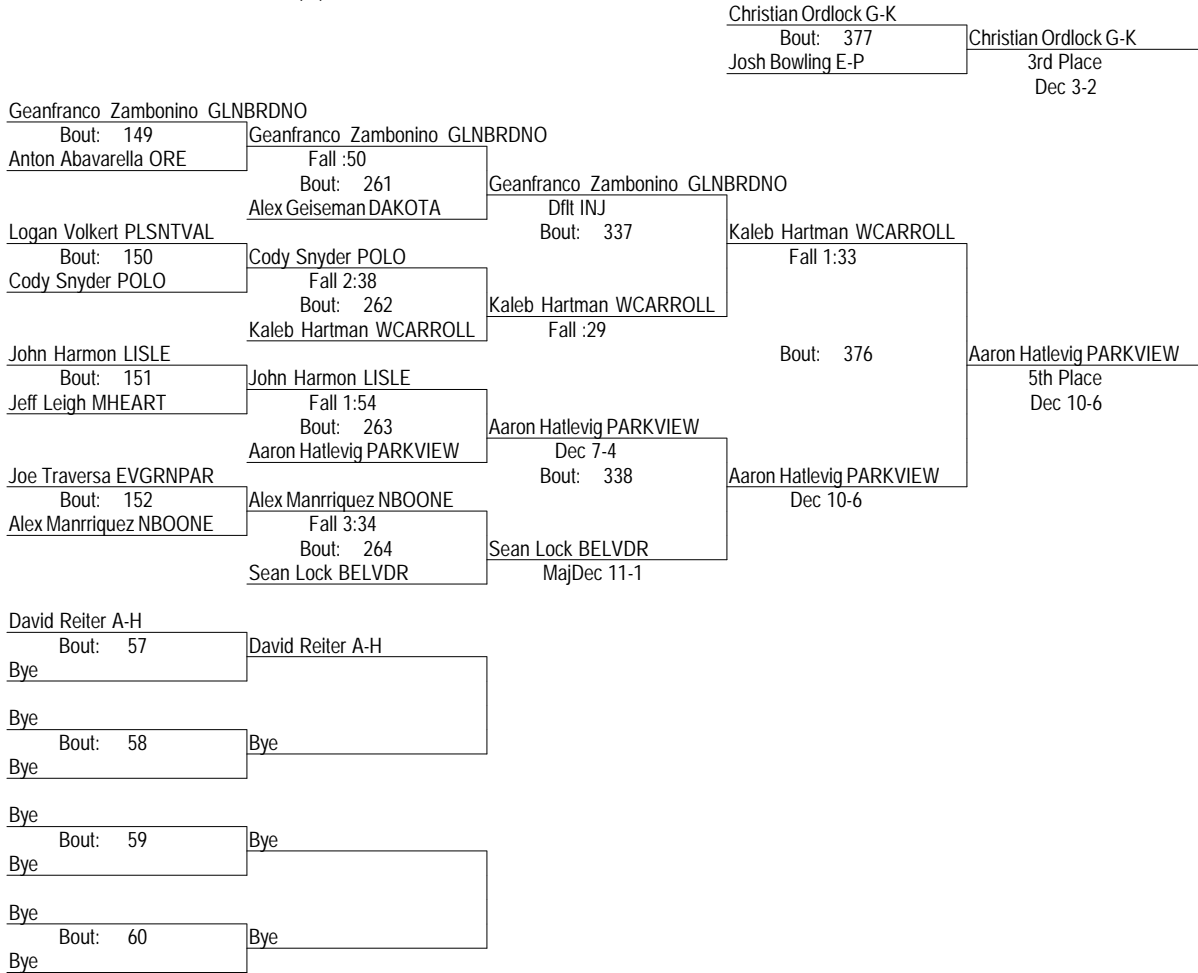 Christian Ordlock G-K
Bout: 377
Josh Bowling E-P
Christian Ordlock G-K
3rd Place
Dec 3-2
Geanfranco Zambonino GLNBRDNO
Bout: 149
Anton Abavarella ORE
Geanfranco Zambonino GLNBRDNO
Fall :50
Bout: 261
Alex Geiseman DAKOTA
Geanfranco Zambonino GLNBRDNO
Dflt INJ
Bout: 337
Logan Volkert PLSNTVAL
Bout: 150
Cody Snyder POLO
Cody Snyder POLO
Fall 2:38
Bout: 262
Kaleb Hartman WCARROLL
Kaleb Hartman WCARROLL
Fall :29
Kaleb Hartman WCARROLL
Fall 1:33
Bout: 376
Aaron Hatlevig PARKVIEW
5th Place
Dec 10-6
John Harmon LISLE
Bout: 151
Jeff Leigh MHEART
John Harmon LISLE
Fall 1:54
Bout: 263
Aaron Hatlevig PARKVIEW
Aaron Hatlevig PARKVIEW
Dec 7-4
Bout: 338
Aaron Hatlevig PARKVIEW
Dec 10-6
Joe Traversa EVGRNPAR
Bout: 152
Alex Manrriquez NBOONE
Alex Manrriquez NBOONE
Fall 3:34
Bout: 264
Sean Lock BELVDR
Sean Lock BELVDR
MajDec 11-1
David Reiter A-H
Bout: 57
Bye
David Reiter A-H
Bye
Bout: 58
Bye
Bye
Bye
Bout: 59
Bye
Bye
Bye
Bout: 60
Bye
Bye